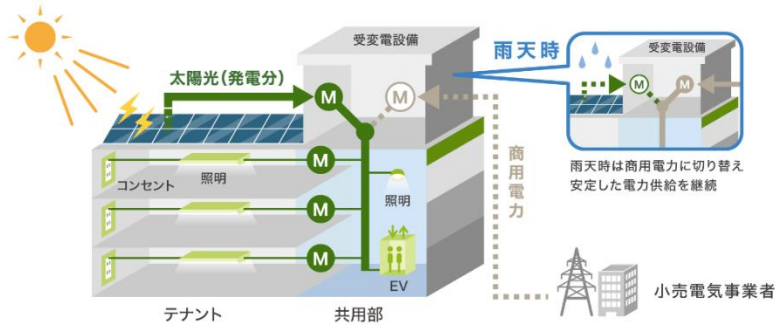 受変電設備
雨天時
受変電設備
太陽光(発電分)
M
M
M
M
雨天時は商用電力に切り替え
安定した電力供給を継続
商用電力
M
コンセント
照明
照明
M
M
EV
小売電気事業者
テナント
共用部